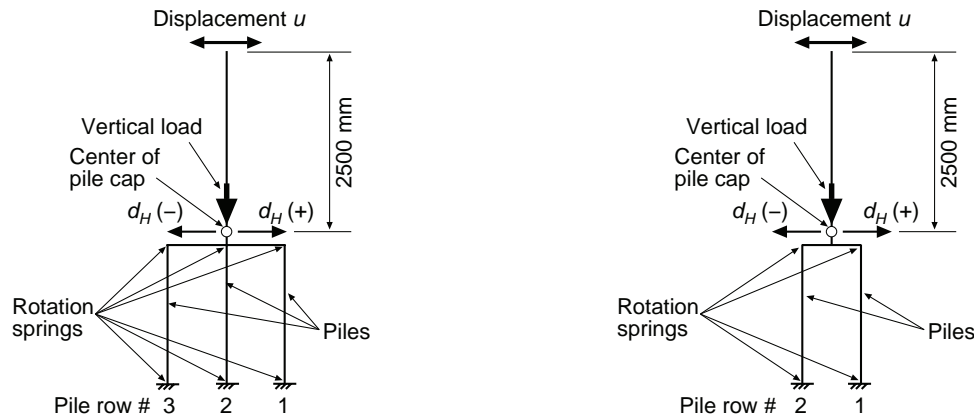 Displacement u
Vertical load
Center of
pile cap
2500 mm
d_H (−)
d_H (+)
Rotation
springs
Piles
Pile row # 3 2 1
Displacement u
Vertical load
Center of
pile cap
2500 mm
d_H (−)
d_H (+)
Rotation
springs
Piles
Pile row # 2 1